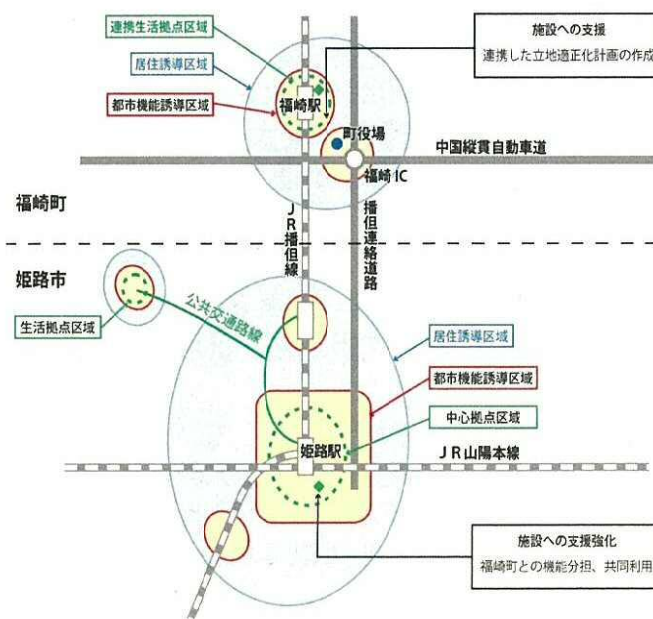 連携生活拠点区域
居住誘導区域
都市機能誘導区域
福崎駅
町役場
福崎IC
施設への支援
連携した立地適正化計画の作成
中国縦貫自動車道
福崎町
JR播但線
播但連絡道路
姫路市
生活拠点区域
公共交通路線
居住誘導区域
都市機能誘導区域
中心拠点区域
姫路駅
JR山陽本線
施設への支援強化
福崎町との機能分担、共同利用